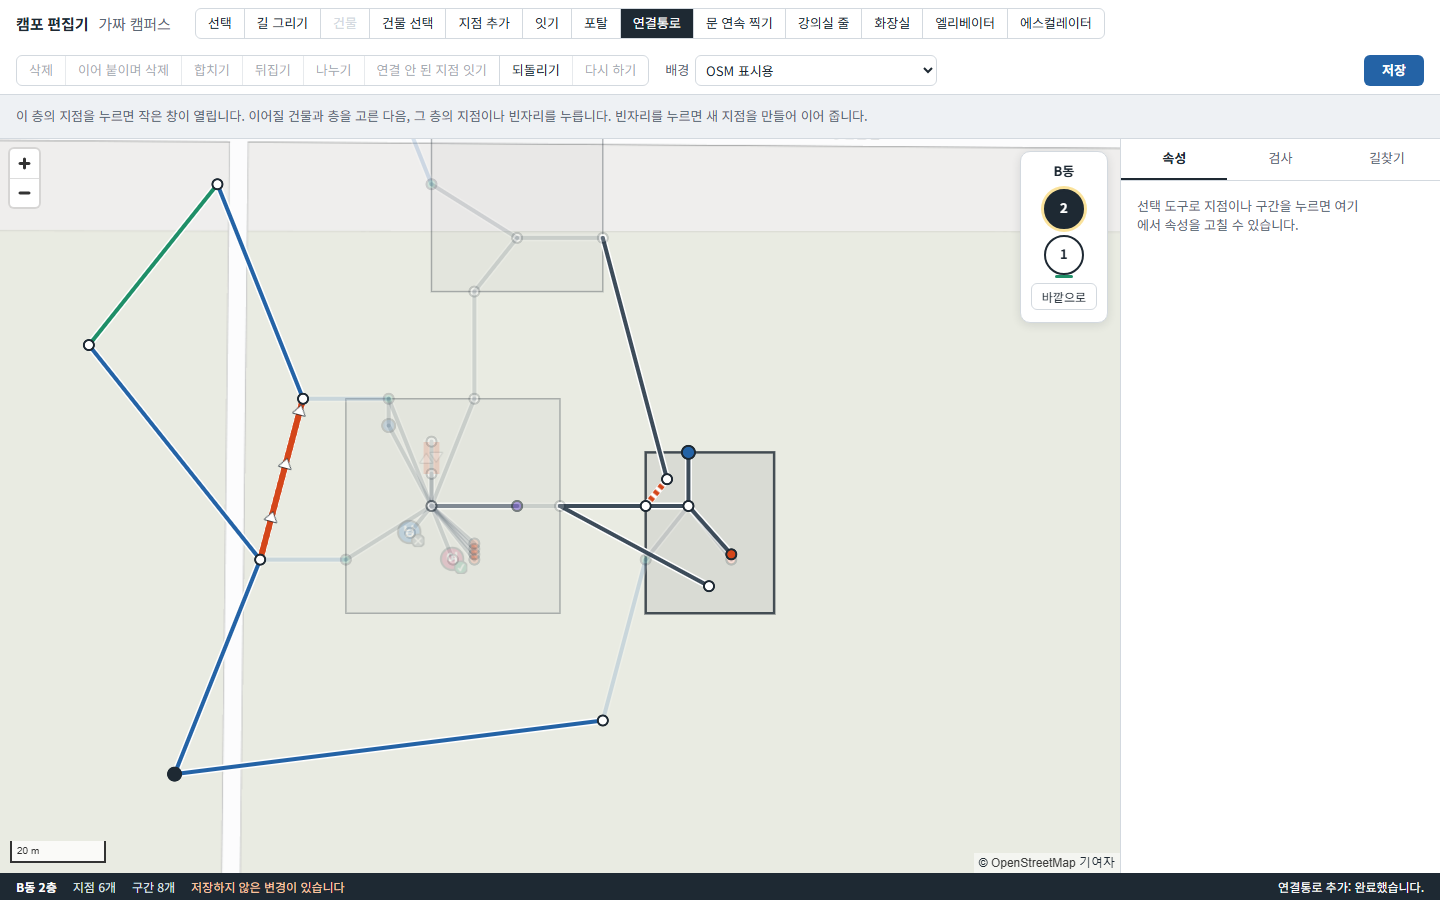 캠포 편집기 가짜 캠퍼스 선택 길 그리기 건물 건물 선택 지점 추가 잇기 포탈 연결통로 문 연속 찍기 강의실 줄 화장실 엘리베이터 에스컬레이터
삭제 이어 붙이며 삭제 합치기 뒤집기 나누기 연결 안 된 지점 잇기 되돌리기 다시 하기 배경 OSM 표시용 저장
이 층의 지점을 누르면 작은 창이 열립니다. 이어질 건물과 층을 고른 다음, 그 층의 지점이나 빈자리를 누릅니다. 빈자리를 누르면 새 지점을 만들어 이어 줍니다.
+
−
B동
2
1
바깥으로
속성 검사 길찾기
선택 도구로 지점이나 구간을 누르면 여기
에서 속성을 고칠 수 있습니다.
20 m
© OpenStreetMap 기여자
B동 2층 지점 6개 구간 8개 저장하지 않은 변경이 있습니다 연결통로 추가: 완료했습니다.